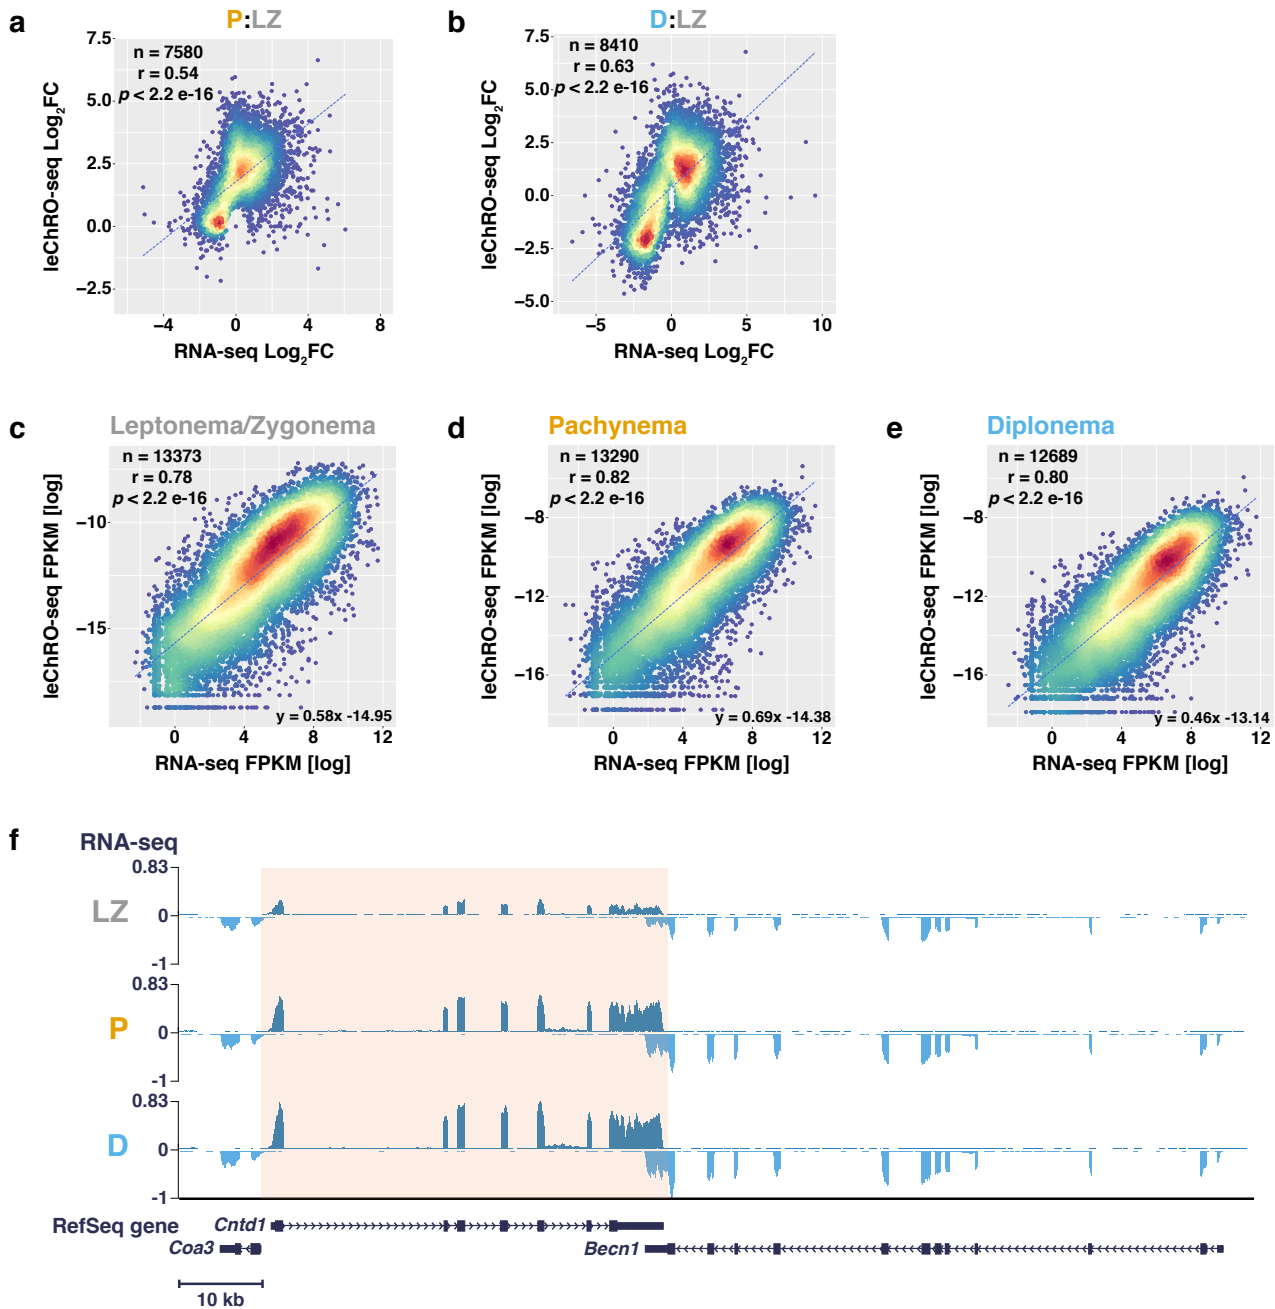 a
P:LZ
n = 7580
r = 0.54
p < 2.2 e-16
7.5
5.0
2.5
0.0
−2.5
leChRO-seq Log2FC
−4 0 4 8
RNA-seq Log2FC
b
D:LZ
n = 8410
r = 0.63
p < 2.2 e-16
7.5
5.0
2.5
0.0
−2.5
−5.0
leChRO-seq Log2FC
−5 0 5 10
RNA-seq Log2FC
c
Leptonema/Zygonema
n = 13373
r = 0.78
p < 2.2 e-16
−10
−15
leChRO-seq FPKM [log]
y = 0.58x -14.95
0 4 8 12
RNA-seq FPKM [log]
d
Pachynema
n = 13290
r = 0.82
p < 2.2 e-16
−8
−12
−16
leChRO-seq FPKM [log]
y = 0.69x -14.38
0 4 8 12
RNA-seq FPKM [log]
e
Diplonema
n = 12689
r = 0.80
p < 2.2 e-16
−8
−12
−16
leChRO-seq FPKM [log]
y = 0.46x -13.14
0 4 8 12
RNA-seq FPKM [log]
f
RNA-seq
0.83
LZ
0
-1
0.83
P
0
-1
0.83
D
0
-1
RefSeq gene Cntd1
Coa3 Becn1
10 kb